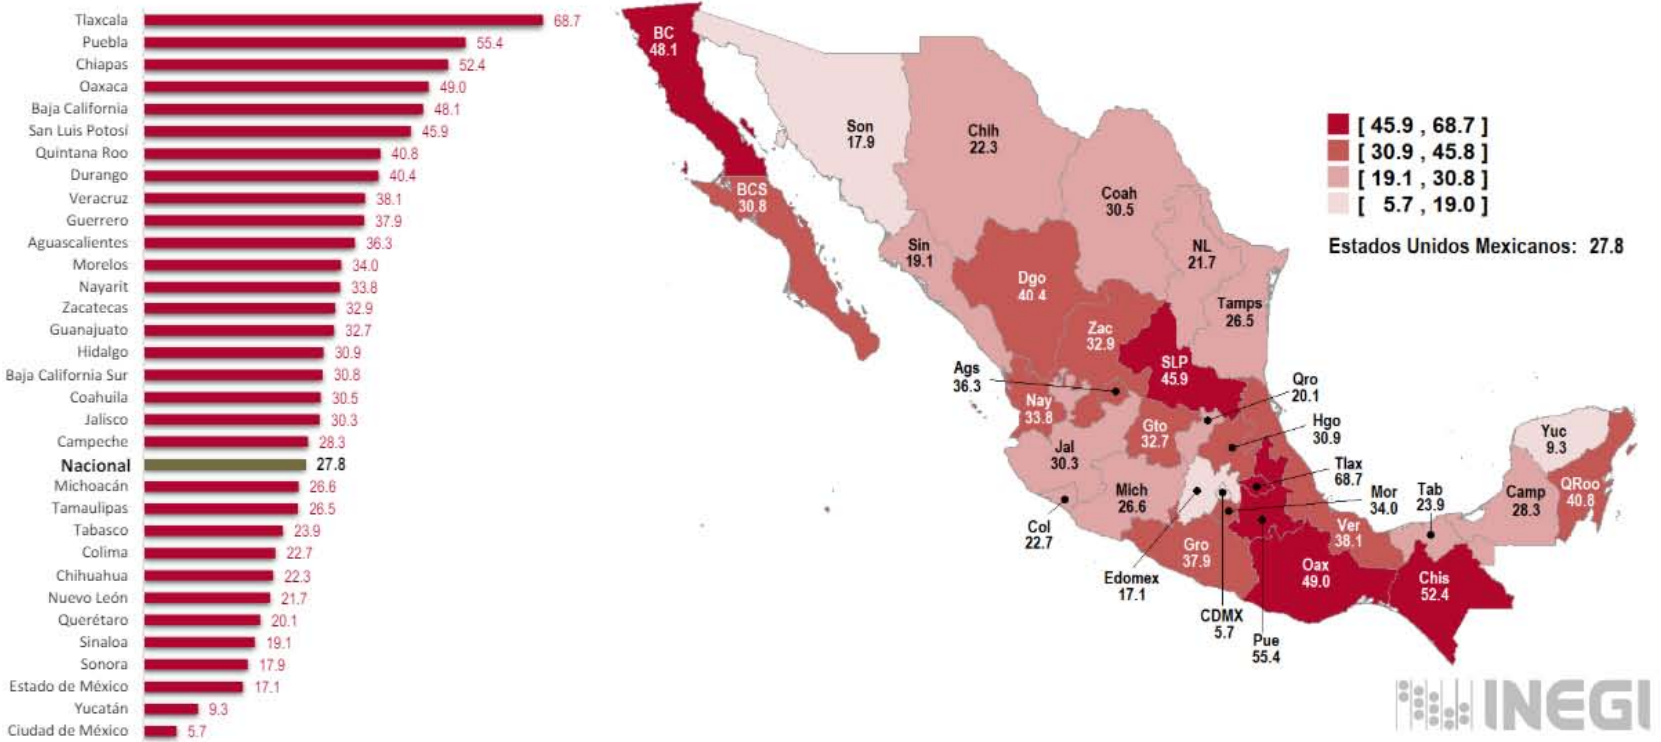 Tlaxcala 68.7
Puebla 55.4
Chiapas 52.4
Oaxaca 49.0
Baja California 48.1
San Luis Potosí 45.9
Quintana Roo 40.8
Durango 40.4
Veracruz 38.1
Guerrero 37.9
Aguascalientes 36.3
Morelos 34.0
Nayarit 33.8
Zacatecas 32.9
Guanajuato 32.7
Hidalgo 30.9
Baja California Sur 30.8
Coahuila 30.5
Jalisco 30.3
Campeche 28.3
Nacional 27.8
Michoacán 26.6
Tamaulipas 26.5
Tabasco 23.9
Colima 22.7
Chihuahua 22.3
Nuevo León 21.7
Querétaro 20.1
Sinaloa 19.1
Sonora 17.9
Estado de México 17.1
Yucatán 9.3
Ciudad de México 5.7
BC
48.1
Son
17.9
Chih
22.3
BCS
30.8
Coah
30.5
Sin
19.1
NL
21.7
Dgo
40.4
Tamps
26.5
Zac
32.9
SLP
45.9
Ags
36.3
Nay
33.8
Qro
20.1
Gto
32.7
Hgo
30.9
Jal
30.3
Tlax
68.7
Mich
26.6
Mor
34.0
Tab
23.9
Yuc
9.3
Camp
28.3
QRoo
40.8
Col
22.7
Ver
38.1
Gro
37.9
Edomex
17.1
Oax
49.0
Chis
52.4
CDMX
5.7
Pue
55.4
[ 45.9 , 68.7 ]
[ 30.9 , 45.8 ]
[ 19.1 , 30.8 ]
[ 5.7 , 19.0 ]
Estados Unidos Mexicanos: 27.8
INEGI